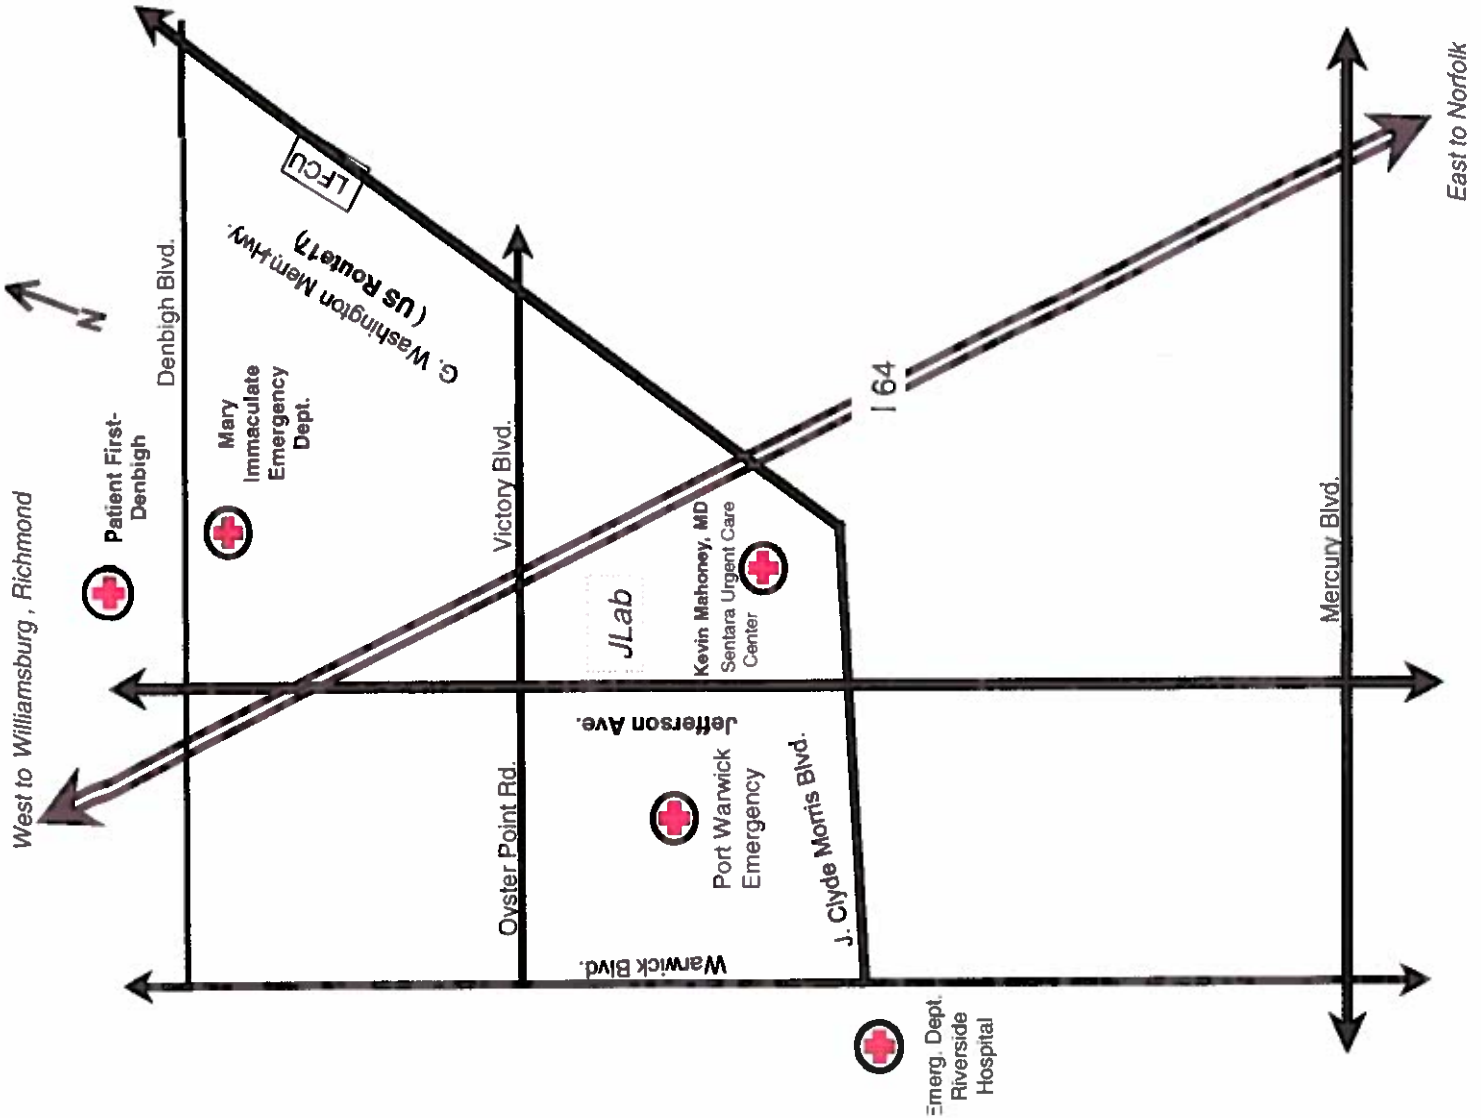 West to Williamsburg , Richmond
Patient First-
Denbigh
N
Denbigh Blvd.
Mary
Immaculate
Emergency
Dept.
LFCU
G. Washington Mem.Hwy.
( US Route17)
Victory Blvd.
Oyster Point Rd.
JLab
Kevin Mahoney, MD
Sentara Urgent Care
Center
Jefferson Ave.
Port Warwick
Emergency
J. Clyde Morris Blvd.
Warwick Blvd.
I 64
Emerg. Dept.
Riverside
Hospital
Mercury Blvd.
East to Norfolk